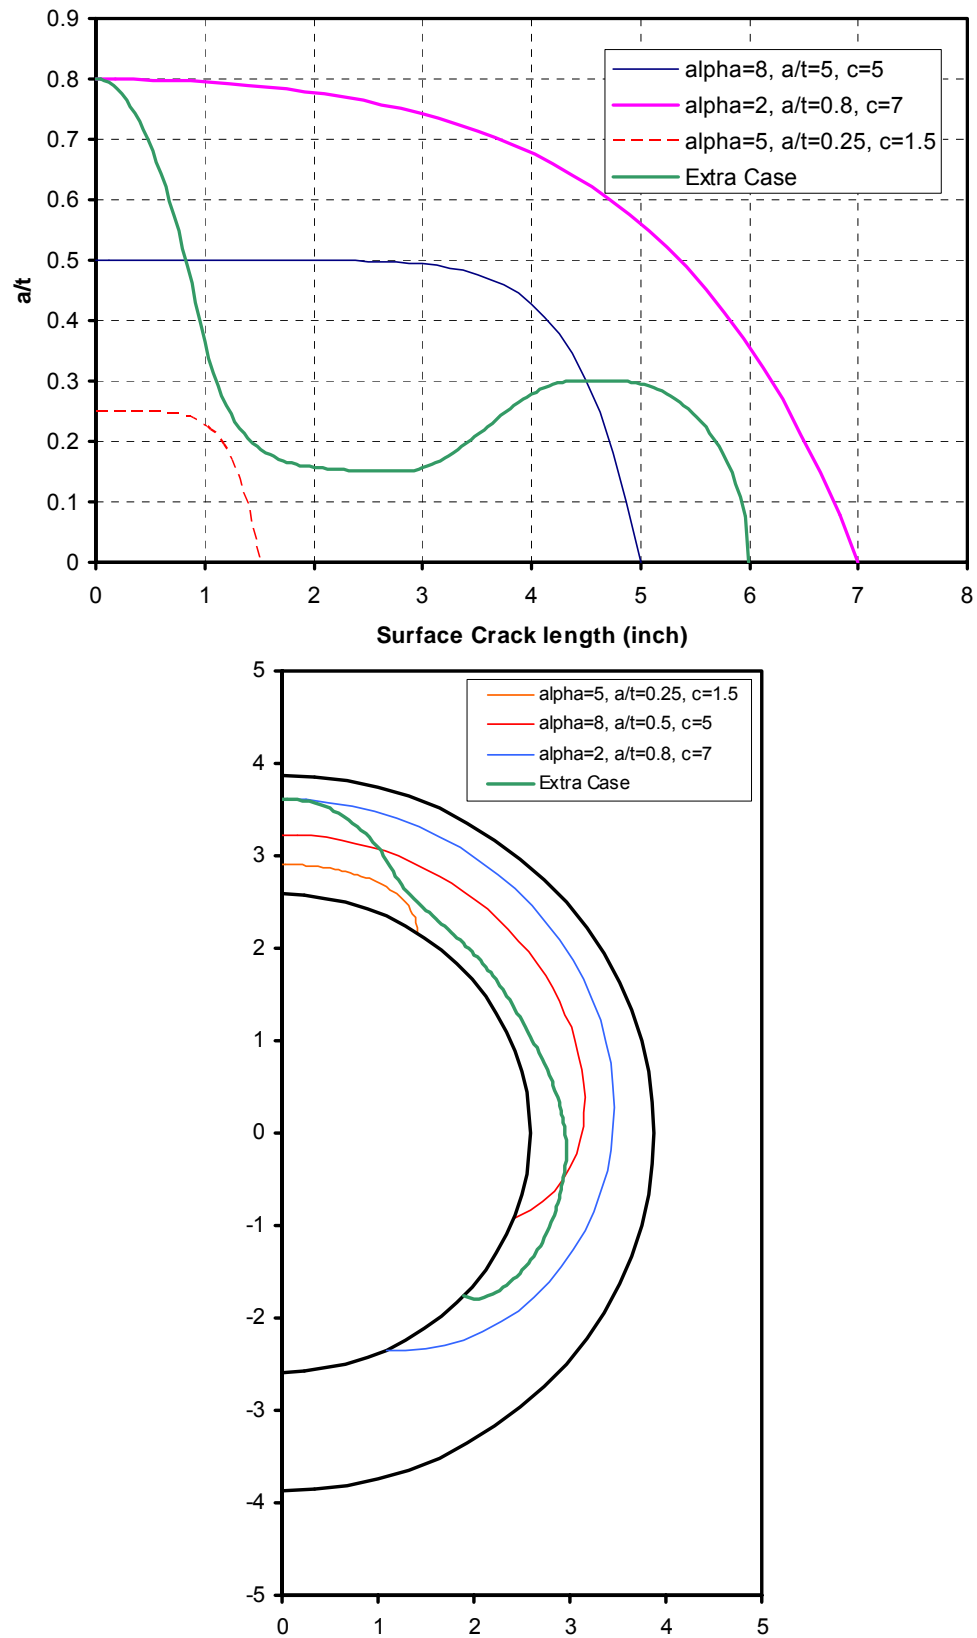 0.9
0.8
0.7
0.6
0.5
0.4
0.3
0.2
0.1
0
a/t
alpha=8, a/t=5, c=5
alpha=2, a/t=0.8, c=7
alpha=5, a/t=0.25, c=1.5
Extra Case
0 1 2 3 4 5 6 7 8
Surface Crack length (inch)
5
4
3
2
1
0
-1
-2
-3
-4
-5
alpha=5, a/t=0.25, c=1.5
alpha=8, a/t=0.5, c=5
alpha=2, a/t=0.8, c=7
Extra Case
0 1 2 3 4 5